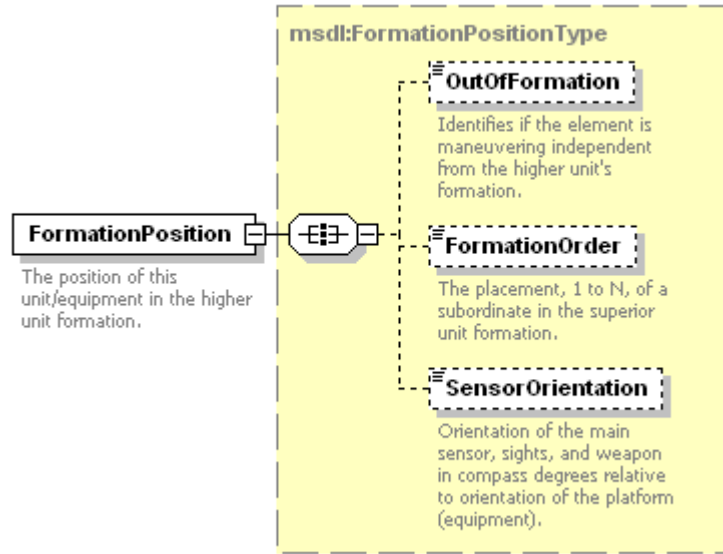 msdl:FormationPositionType
OutOfFormation
Identifies if the element is
maneuvering independent
from the higher unit's
formation.
FormationPosition
The position of this
unit/equipment in the higher
unit formation.
FormationOrder
The placement, 1 to N, of a
subordinate in the superior
unit formation.
SensorOrientation
Orientation of the main
sensor, sights, and weapon
in compass degrees relative
to orientation of the platform
(equipment).